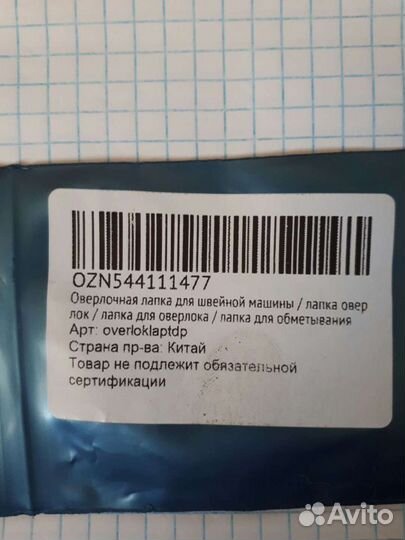 OZN544111477
Оверлочная лапка для швейной машины / лапка овер
лок / лапка для оверлока / лапка для обметывания
Арт: overloklaptdp
Страна пр-ва: Китай
Товар не подлежит обязательной
сертификации
Avito